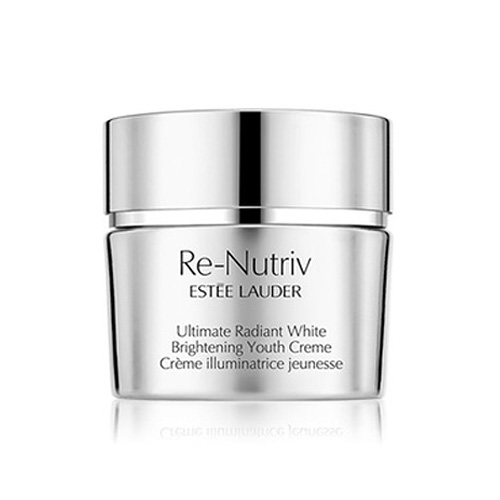 Re-Nutriv
ESTĒE LAUDER
Ultimate Radiant White
Brightening Youth Creme
Crème illuminatrice jeunesse